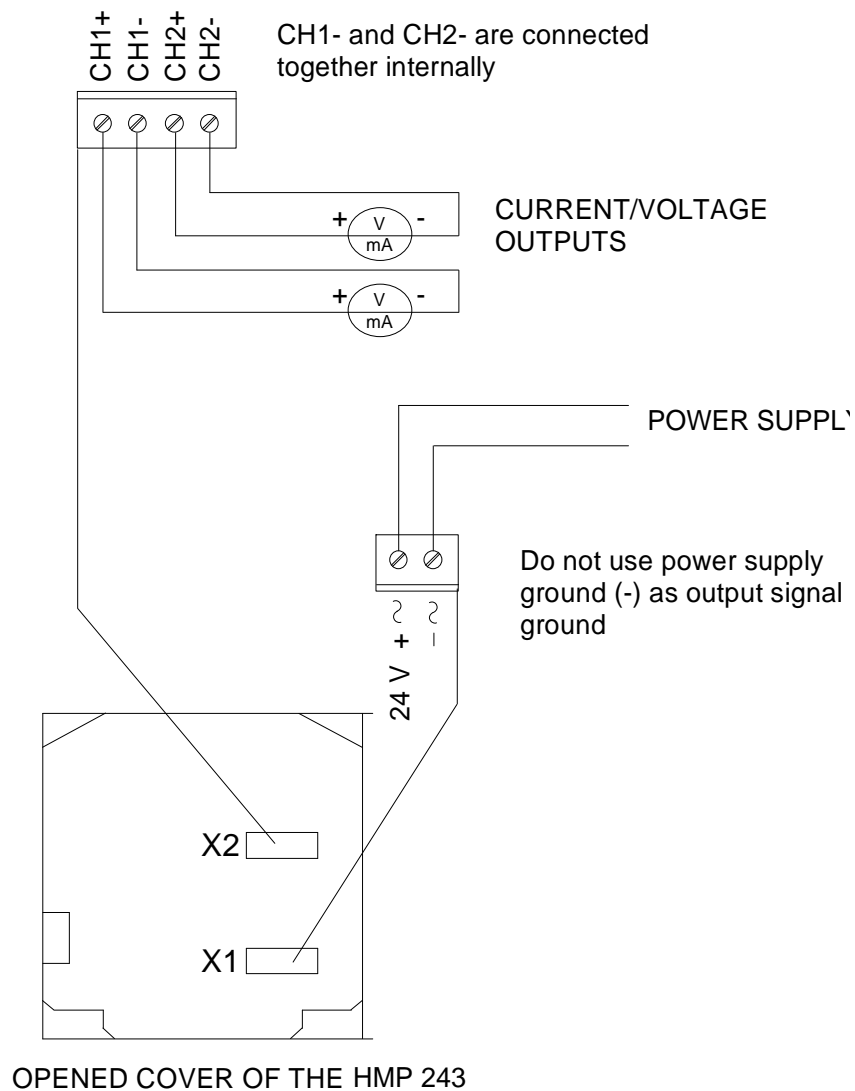 CH1+
CH1-
CH2+
CH2-
CH1- and CH2- are connected
together internally
+ V -
mA
CURRENT/VOLTAGE
OUTPUTS
+ V -
mA
POWER SUPPLY
24 V ~ +
~ -
Do not use power supply
ground (-) as output signal
ground
X2
X1
OPENED COVER OF THE HMP 243